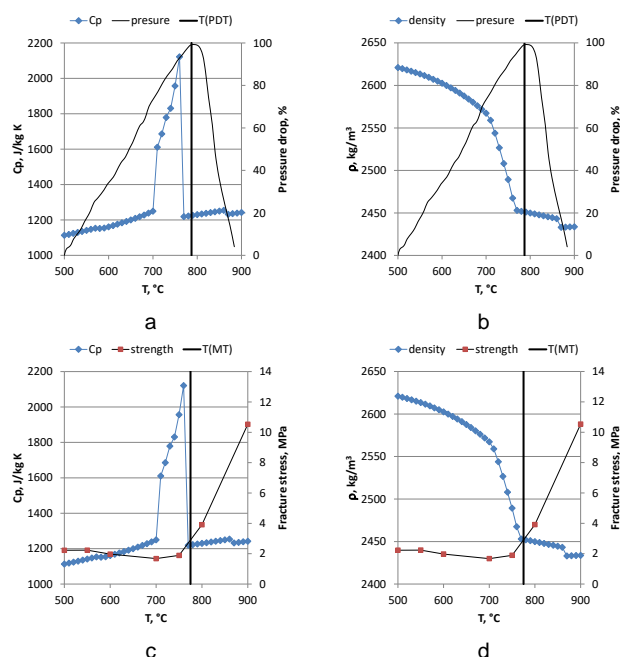 Cp presure T(PDT)
2200
2000
1800
1600
1400
1200
1000
Cp, J/kg K
100
80
60
40
20
0
Pressure drop, %
500 600 700 800 900
T, °C
a
density presure T(PDT)
2650
2600
2550
2500
2450
2400
ρ, kg/m³
100
80
60
40
20
0
Pressure drop, %
500 600 700 800 900
T, °C
b
Cp strength T(MT)
2200
2000
1800
1600
1400
1200
1000
Cp, J/kg K
14
12
10
8
6
4
2
0
Fracture stress, MPa
500 600 700 800 900
T, °C
c
density strength T(MT)
2650
2600
2550
2500
2450
2400
ρ, kg/m³
14
12
10
8
6
4
2
0
Fracture stress, MPa
500 600 700 800 900
T, °C
d